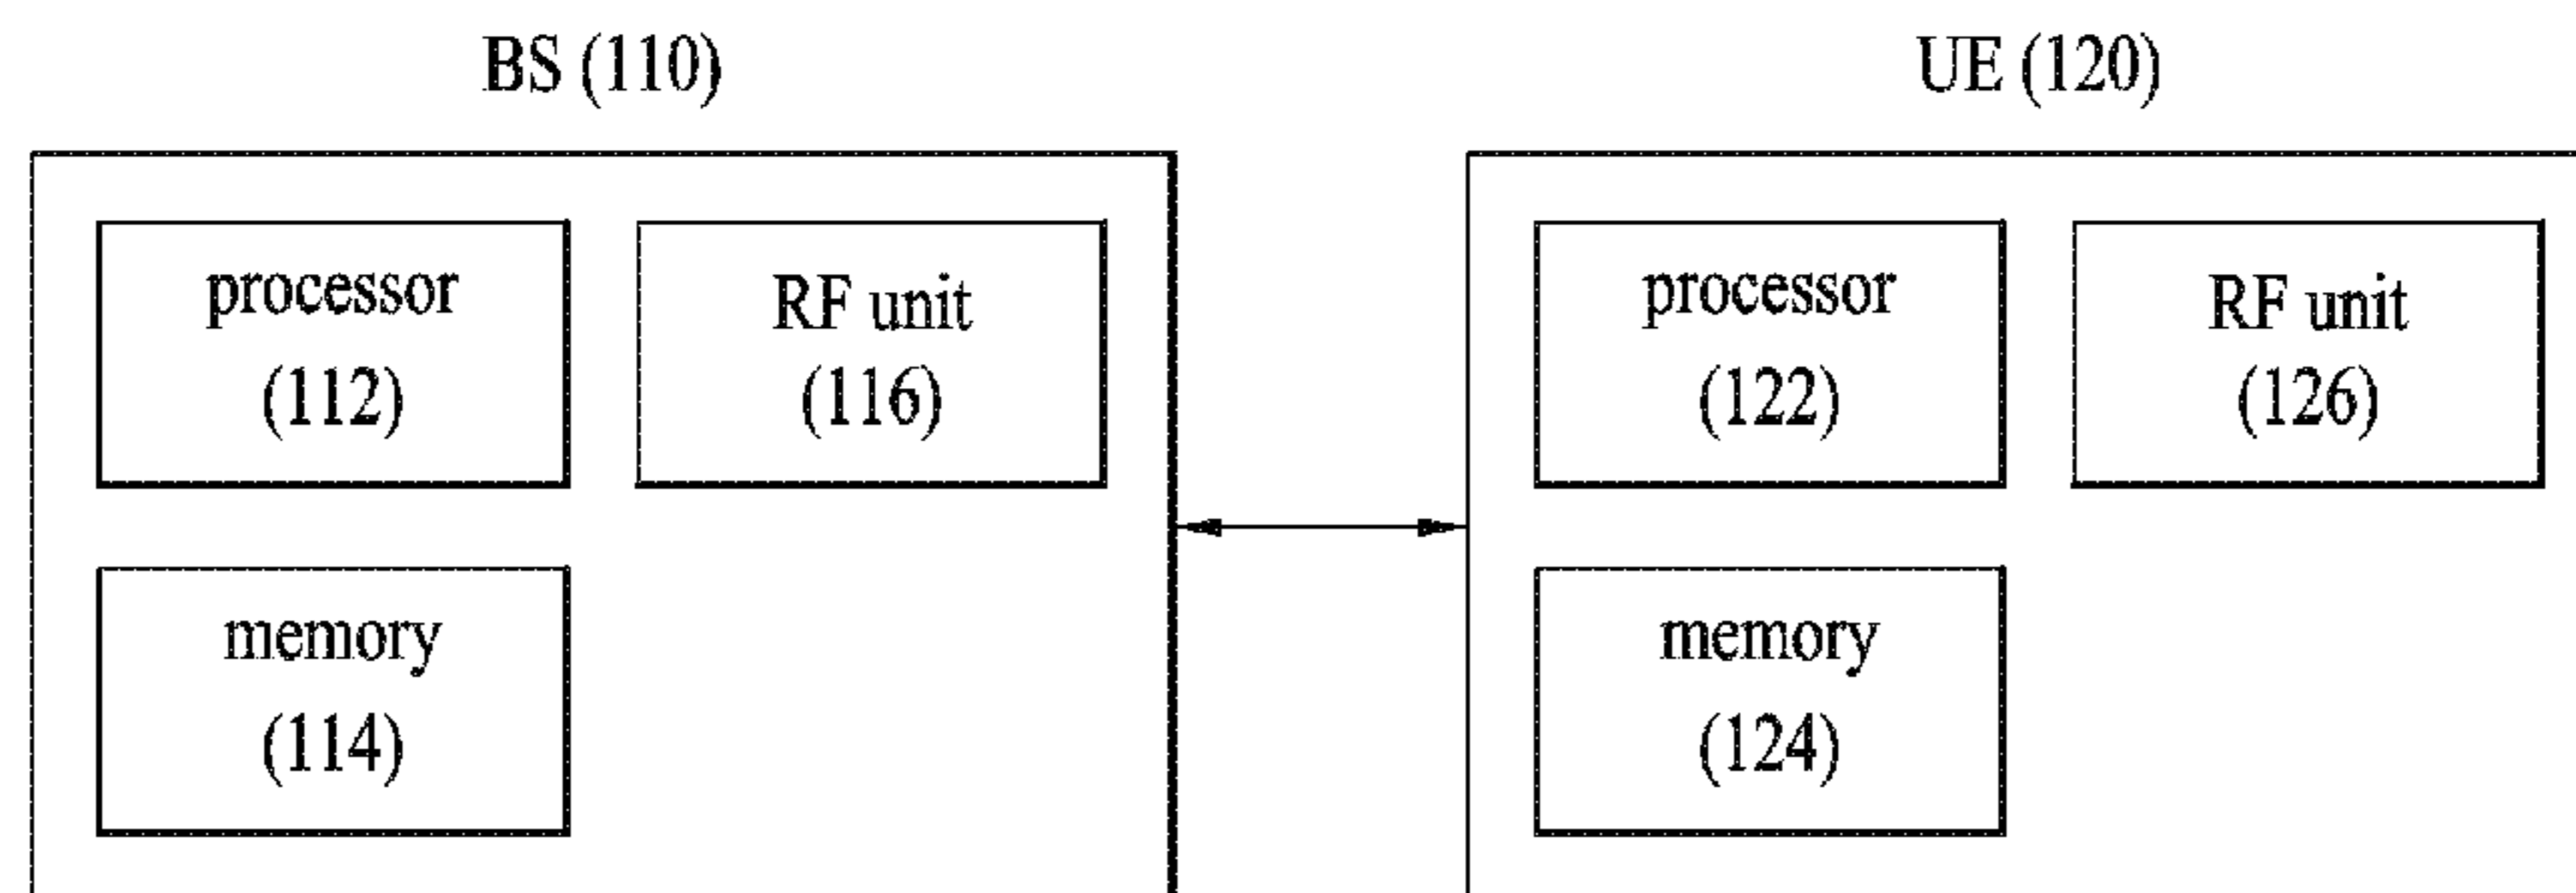 BS (110)
processor
(112)
RF unit
(116)
memory
(114)
UE (120)
processor
(122)
RF unit
(126)
memory
(124)